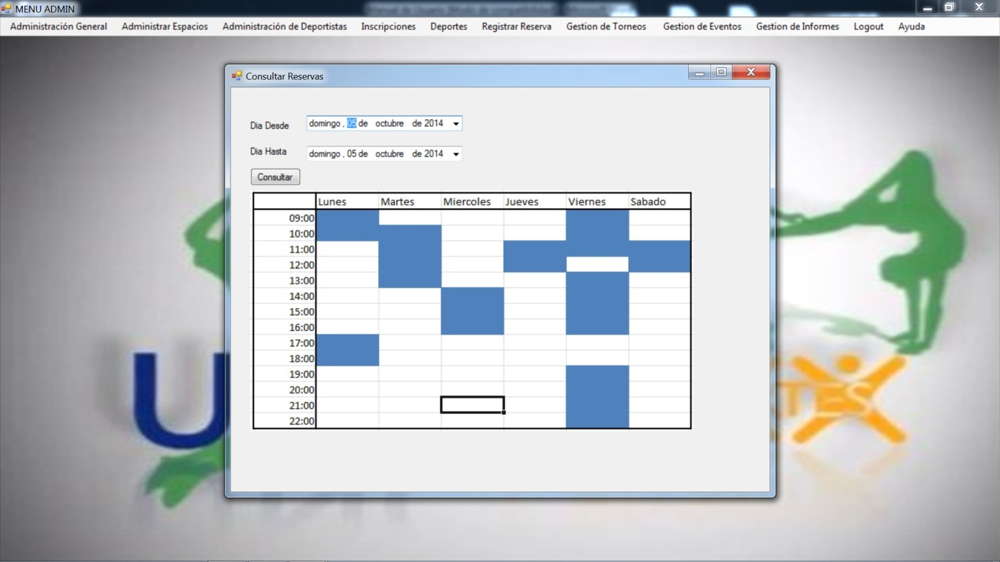 MENU ADMIN
Administración General Administrar Espacios Administración de Deportistas Inscripciones Deportes Registrar Reserva Gestion de Torneos Gestion de Eventos Gestion de Informes Logout Ayuda
Consultar Reservas
Dia Desde domingo , 05 de octubre de 2014
Dia Hasta domingo , 05 de octubre de 2014
Consultar
Lunes Martes Miercoles Jueves Viernes Sabado
09:00
10:00
11:00
12:00
13:00
14:00
15:00
16:00
17:00
18:00
19:00
20:00
21:00
22:00
U
TES